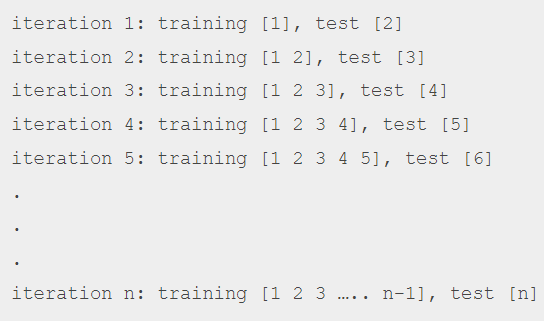 iteration 1: training [1], test [2]
iteration 2: training [1 2], test [3]
iteration 3: training [1 2 3], test [4]
iteration 4: training [1 2 3 4], test [5]
iteration 5: training [1 2 3 4 5], test [6]
.
.
.
iteration n: training [1 2 3 ….. n-1], test [n]